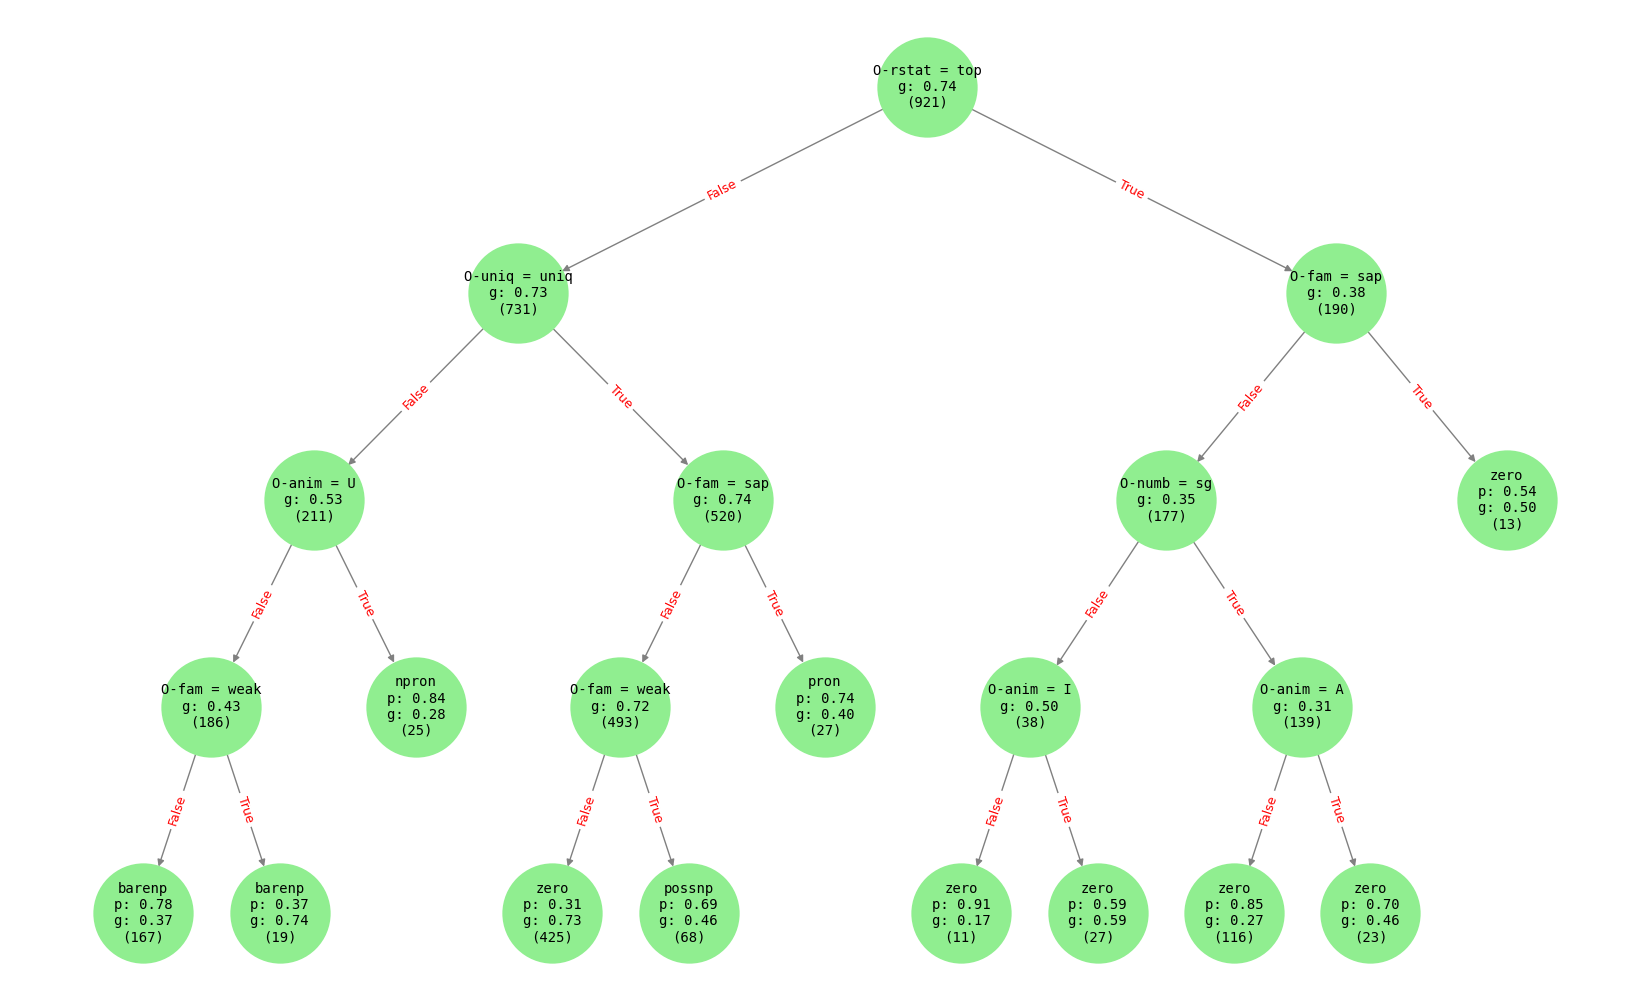 O-rstat = top
g: 0.74
(921)
False
True
O-uniq = uniq
g: 0.73
(731)
O-fam = sap
g: 0.38
(190)
False
True
False
True
O-anim = U
g: 0.53
(211)
O-fam = sap
g: 0.74
(520)
O-numb = sg
g: 0.35
(177)
zero
p: 0.54
g: 0.50
(13)
False
True
False
True
False
True
O-fam = weak
g: 0.43
(186)
npron
p: 0.84
g: 0.28
(25)
O-fam = weak
g: 0.72
(493)
pron
p: 0.74
g: 0.40
(27)
O-anim = I
g: 0.50
(38)
O-anim = A
g: 0.31
(139)
False
True
False
True
False
True
False
True
barenp
p: 0.78
g: 0.37
(167)
barenp
p: 0.37
g: 0.74
(19)
zero
p: 0.31
g: 0.73
(425)
possnp
p: 0.69
g: 0.46
(68)
zero
p: 0.91
g: 0.17
(11)
zero
p: 0.59
g: 0.59
(27)
zero
p: 0.85
g: 0.27
(116)
zero
p: 0.70
g: 0.46
(23)